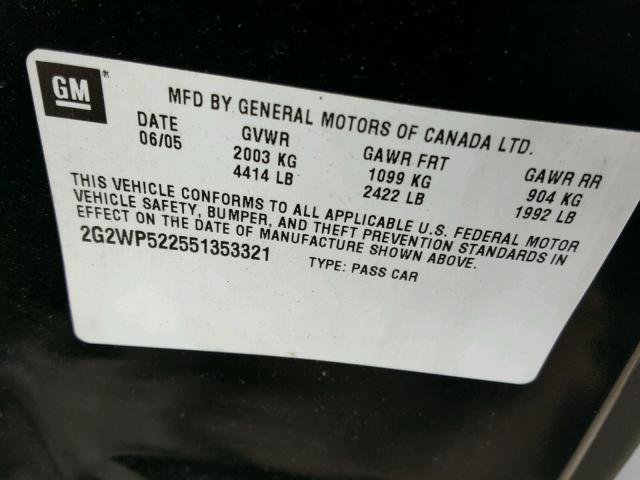 GM®
MFD BY GENERAL MOTORS OF CANADA LTD.
DATE GVWR GAWR FRT GAWR RR
06/05 2003 KG 1099 KG 904 KG
4414 LB 2422 LB 1992 LB
THIS VEHICLE CONFORMS TO ALL APPLICABLE U.S. FEDERAL MOTOR
VEHICLE SAFETY, BUMPER, AND THEFT PREVENTION STANDARDS IN
EFFECT ON THE DATE OF MANUFACTURE SHOWN ABOVE.
2G2WP522551353321 TYPE: PASS CAR